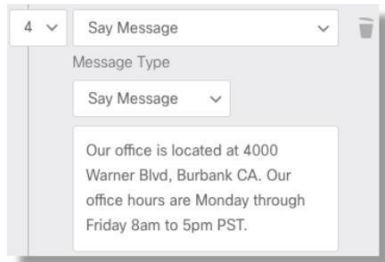 4 Say Message
Message Type
Say Message
Our office is located at 4000
Warner Blvd, Burbank CA. Our
office hours are Monday through
Friday 8am to 5pm PST.